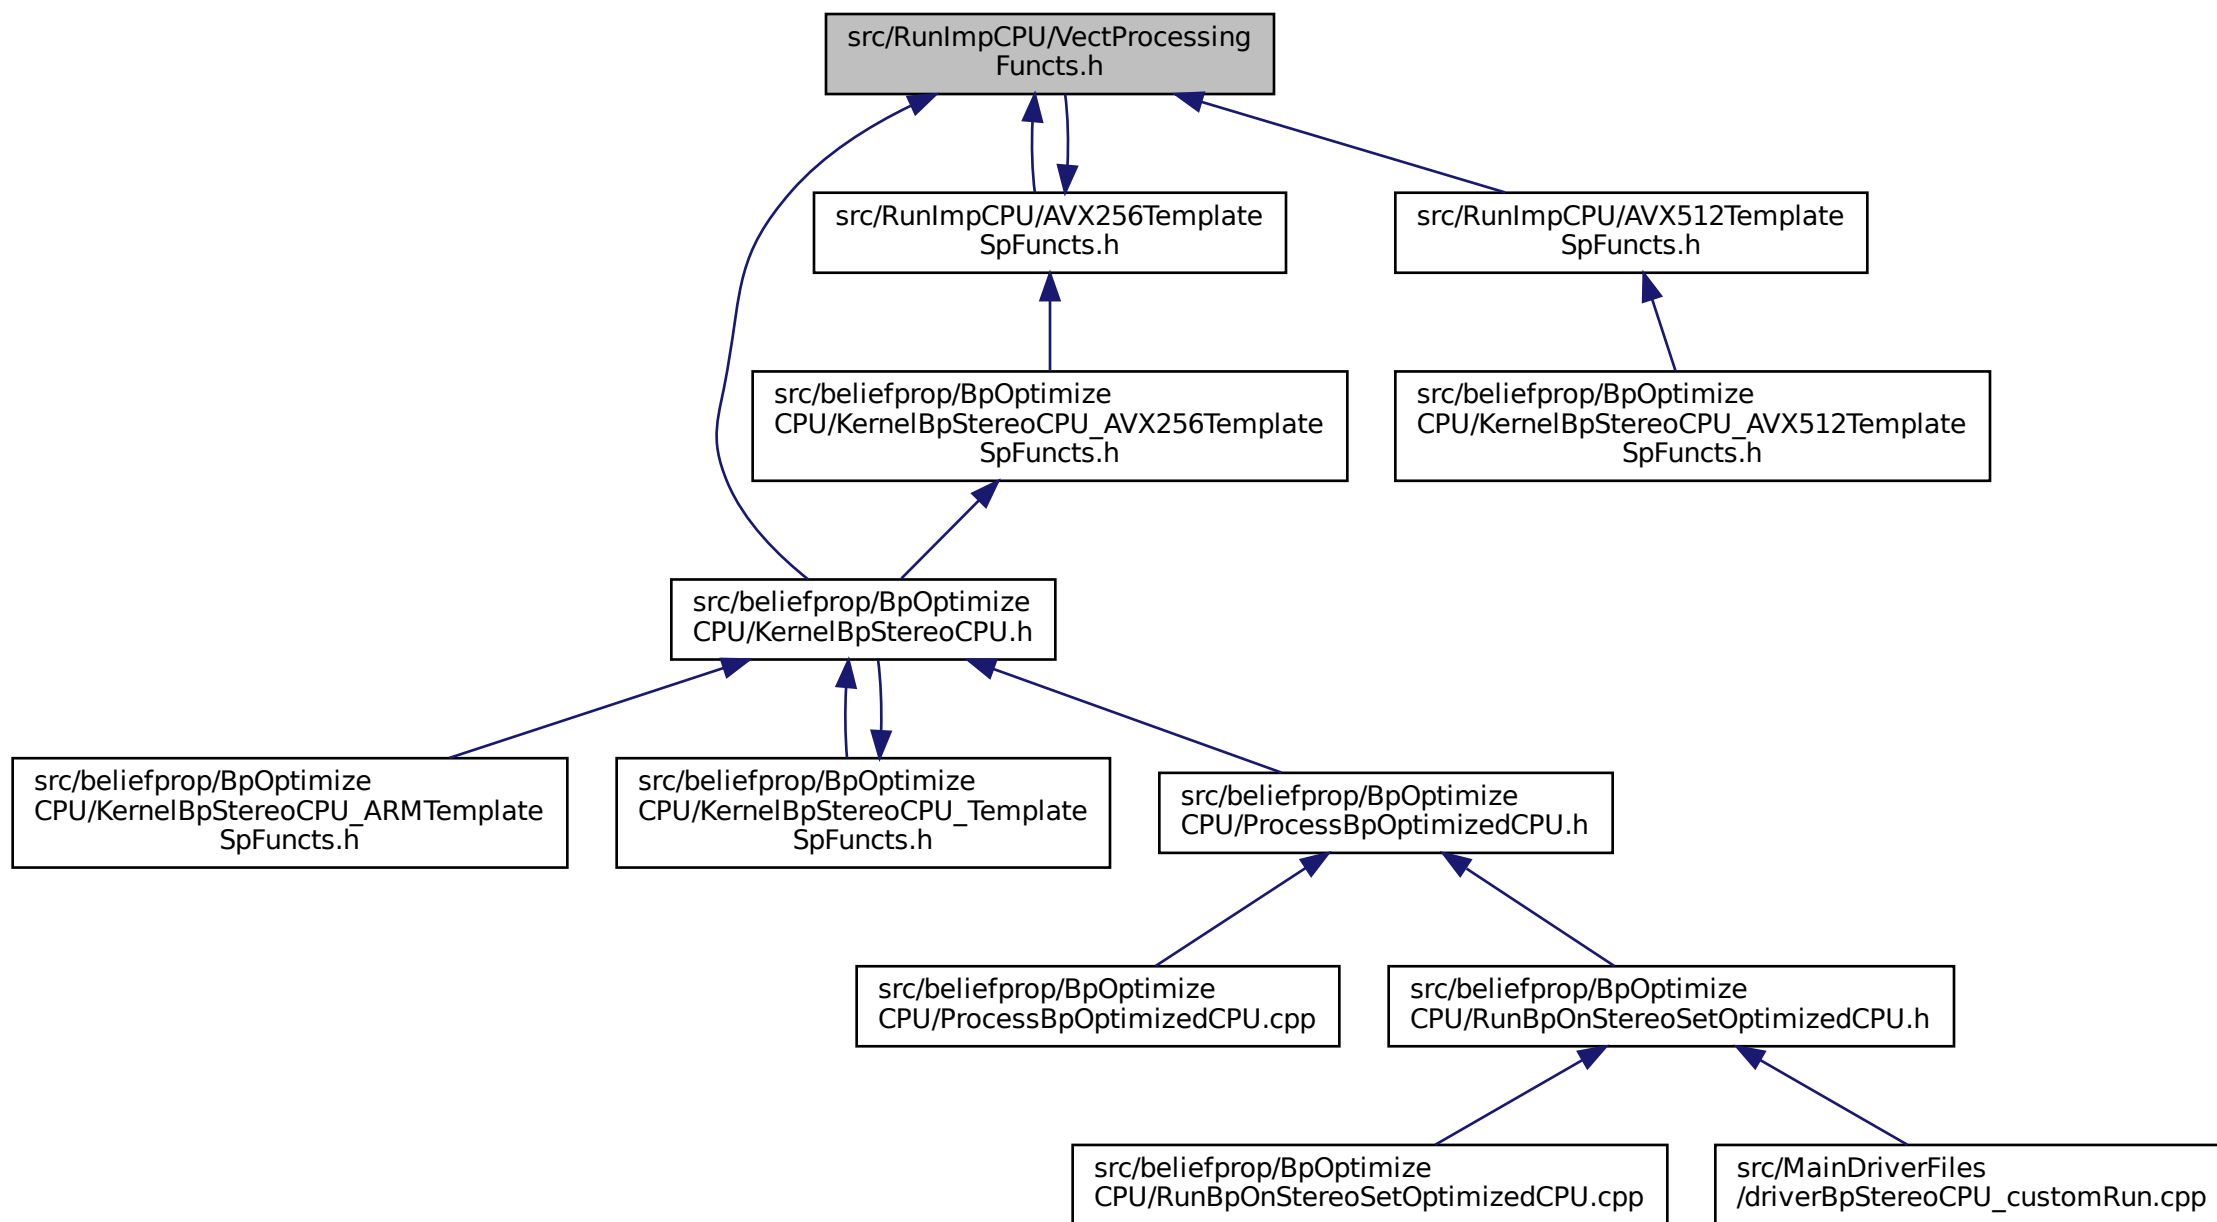 src/RunImpCPU/VectProcessing
Functs.h
src/RunImpCPU/AVX256Template
SpFuncts.h
src/RunImpCPU/AVX512Template
SpFuncts.h
src/beliefprop/BpOptimize
CPU/KernelBpStereoCPU_AVX256Template
SpFuncts.h
src/beliefprop/BpOptimize
CPU/KernelBpStereoCPU_AVX512Template
SpFuncts.h
src/beliefprop/BpOptimize
CPU/KernelBpStereoCPU.h
src/beliefprop/BpOptimize
CPU/KernelBpStereoCPU_ARMTemplate
SpFuncts.h
src/beliefprop/BpOptimize
CPU/KernelBpStereoCPU_Template
SpFuncts.h
src/beliefprop/BpOptimize
CPU/ProcessBpOptimizedCPU.h
src/beliefprop/BpOptimize
CPU/ProcessBpOptimizedCPU.cpp
src/beliefprop/BpOptimize
CPU/RunBpOnStereoSetOptimizedCPU.h
src/beliefprop/BpOptimize
CPU/RunBpOnStereoSetOptimizedCPU.cpp
src/MainDriverFiles
/driverBpStereoCPU_customRun.cpp